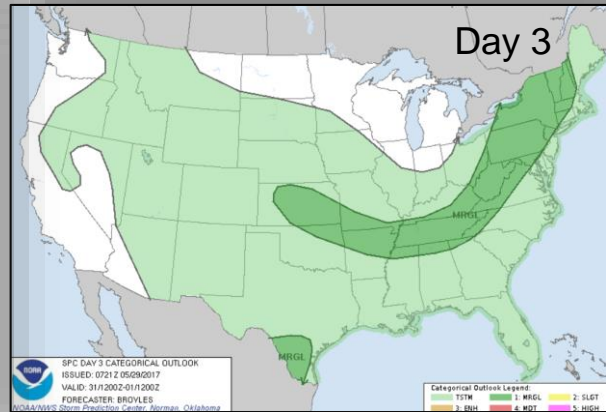 Day 3
MRGL
MRGL
NOAA
SPC DAY 3 CATEGORICAL OUTLOOK
ISSUED: 0721Z 05/29/2017
VALID: 31/1200Z-01/1200Z
FORECASTER: BROYLES
NOAA/NWS Storm Prediction Center, Norman, Oklahoma
Categorical Outlook Legend:
TSTM 1: MRGL 2: SLGT
3: ENH 4: MDT 5: HIGH